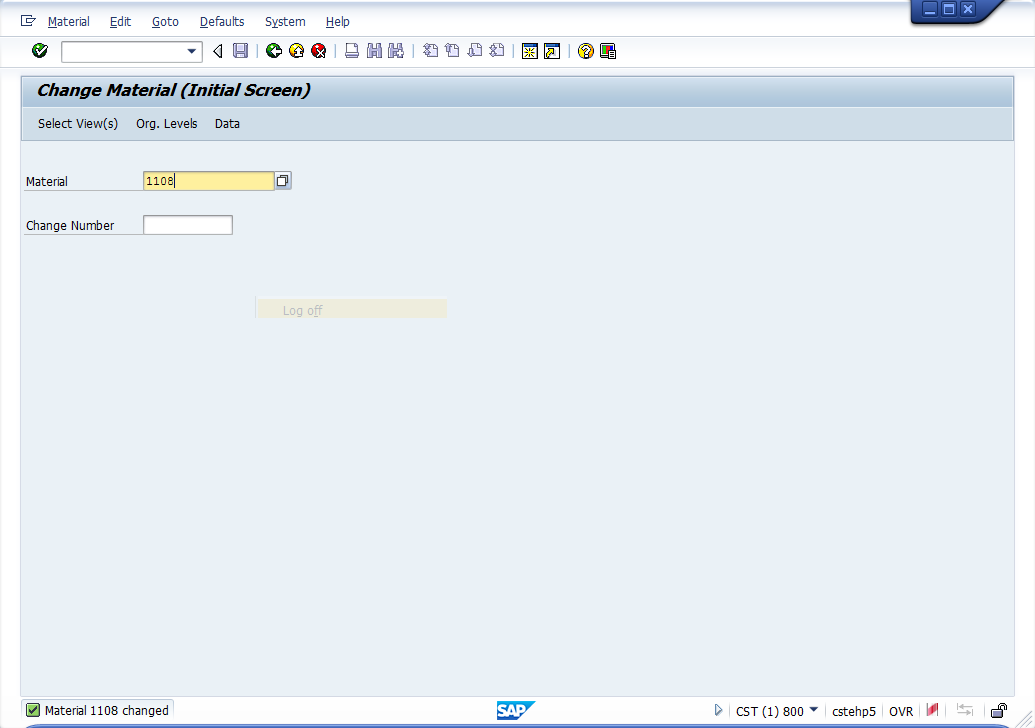 Material Edit Goto Defaults System Help
Change Material (Initial Screen)
Select View(s) Org. Levels Data
Material 1108
Change Number
Log off
Material 1108 changed SAP CST (1) 800 cstehp5 OVR